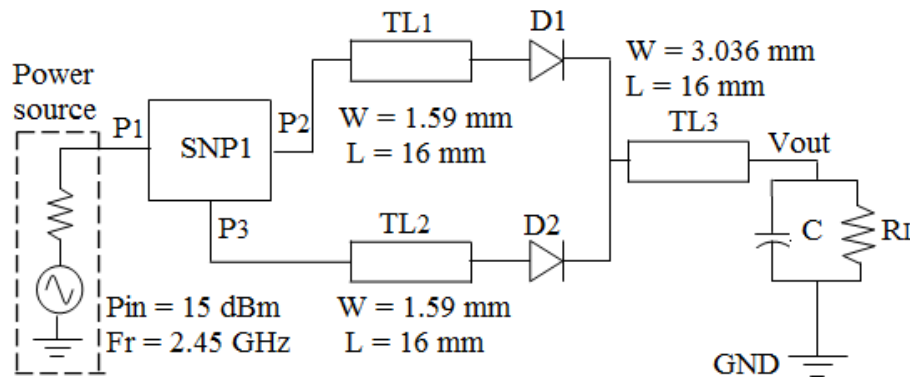 TL1
D1
W = 3.036 mm
L = 16 mm
Power
source
P1
P2
SNP1
W = 1.59 mm
L = 16 mm
TL3
Vout
P3
TL2
D2
C
RL
Pin = 15 dBm
Fr = 2.45 GHz
W = 1.59 mm
L = 16 mm
GND